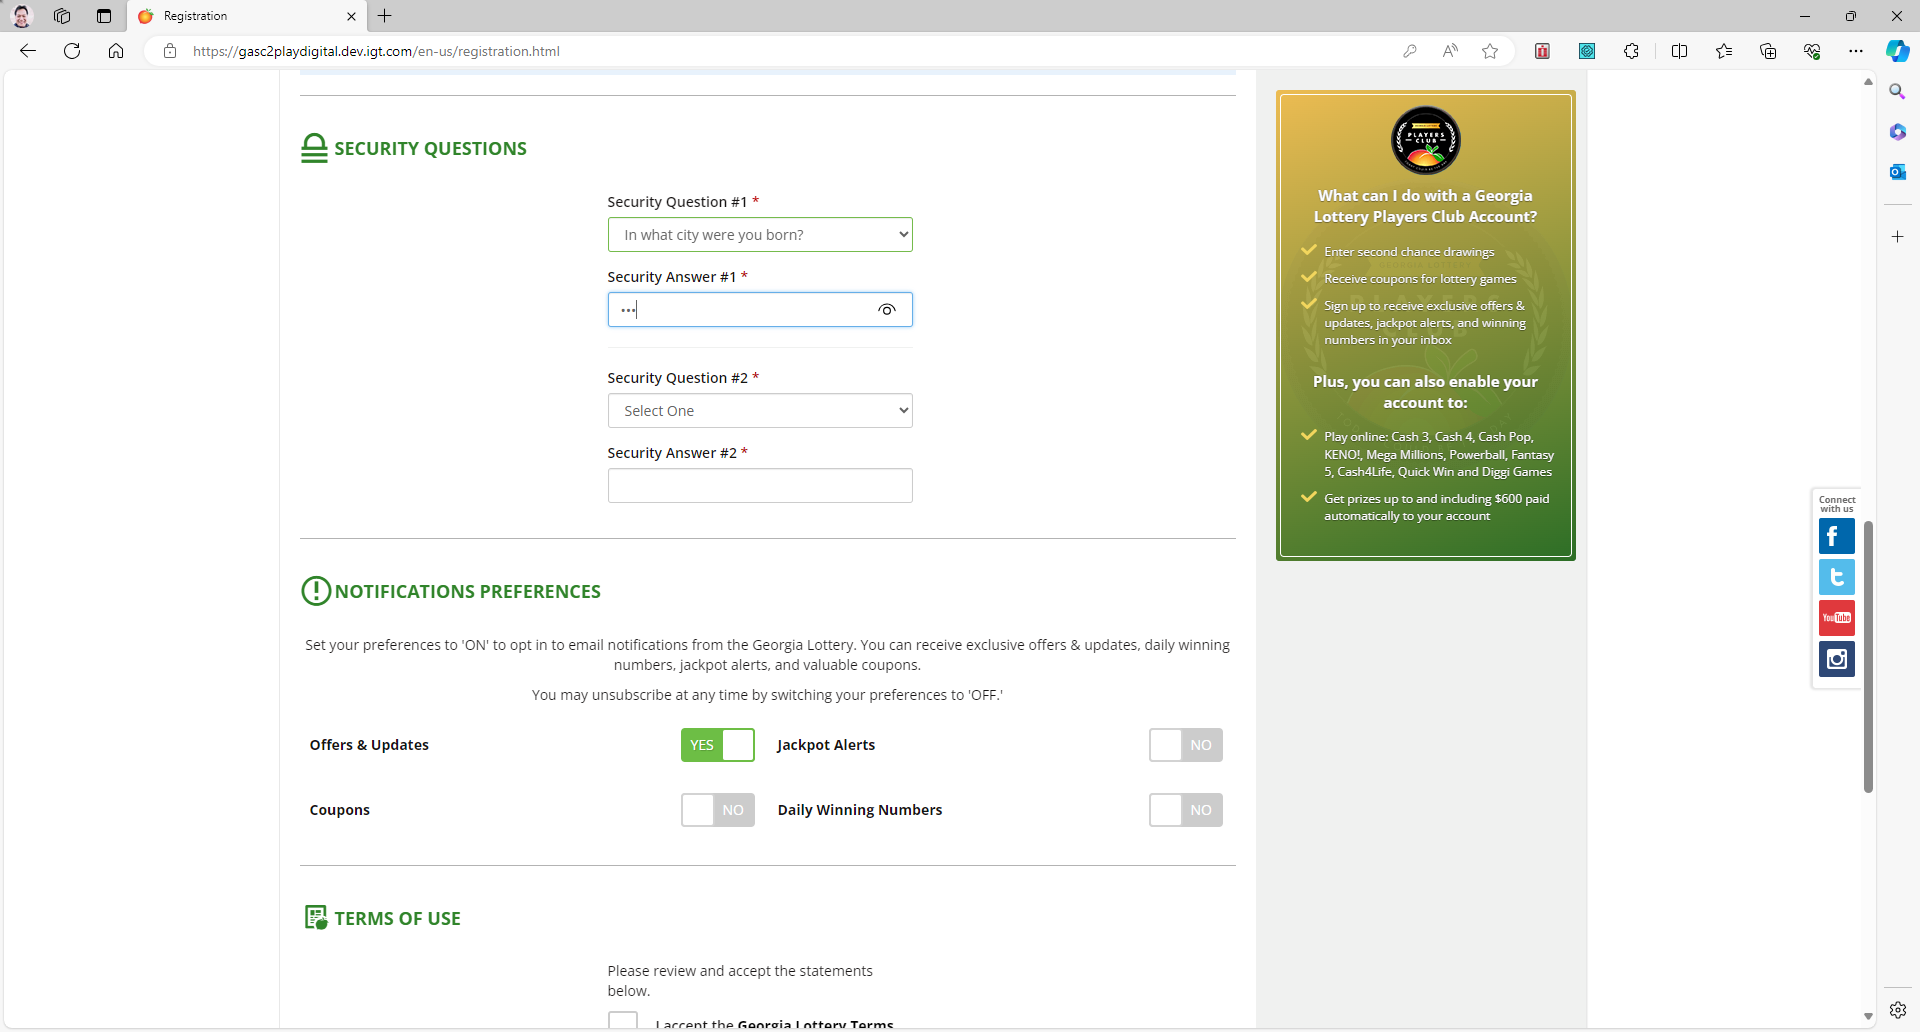 Registration
https://gasc2playdigital.dev.igt.com/en-us/registration.html
SECURITY QUESTIONS
Security Question #1 *
In what city were you born?
Security Answer #1 *
•••
Security Question #2 *
Select One
Security Answer #2 *
NOTIFICATIONS PREFERENCES
Set your preferences to 'ON' to opt in to email notifications from the Georgia Lottery. You can receive exclusive offers & updates, daily winning
numbers, jackpot alerts, and valuable coupons.
You may unsubscribe at any time by switching your preferences to 'OFF.'
Offers & Updates YES Jackpot Alerts NO
Coupons NO Daily Winning Numbers NO
TERMS OF USE
Please review and accept the statements
below.
I accept the Georgia Lottery Terms
PLAYERS
CLUB
What can I do with a Georgia
Lottery Players Club Account?
Enter second chance drawings
Receive coupons for lottery games
Sign up to receive exclusive offers &
updates, jackpot alerts, and winning
numbers in your inbox
Plus, you can also enable your
account to:
Play online: Cash 3, Cash 4, Cash Pop,
KENO!, Mega Millions, Powerball, Fantasy
5, Cash4Life, Quick Win and Diggi Games
Get prizes up to and including $600 paid
automatically to your account
Connect
with us
YouTube